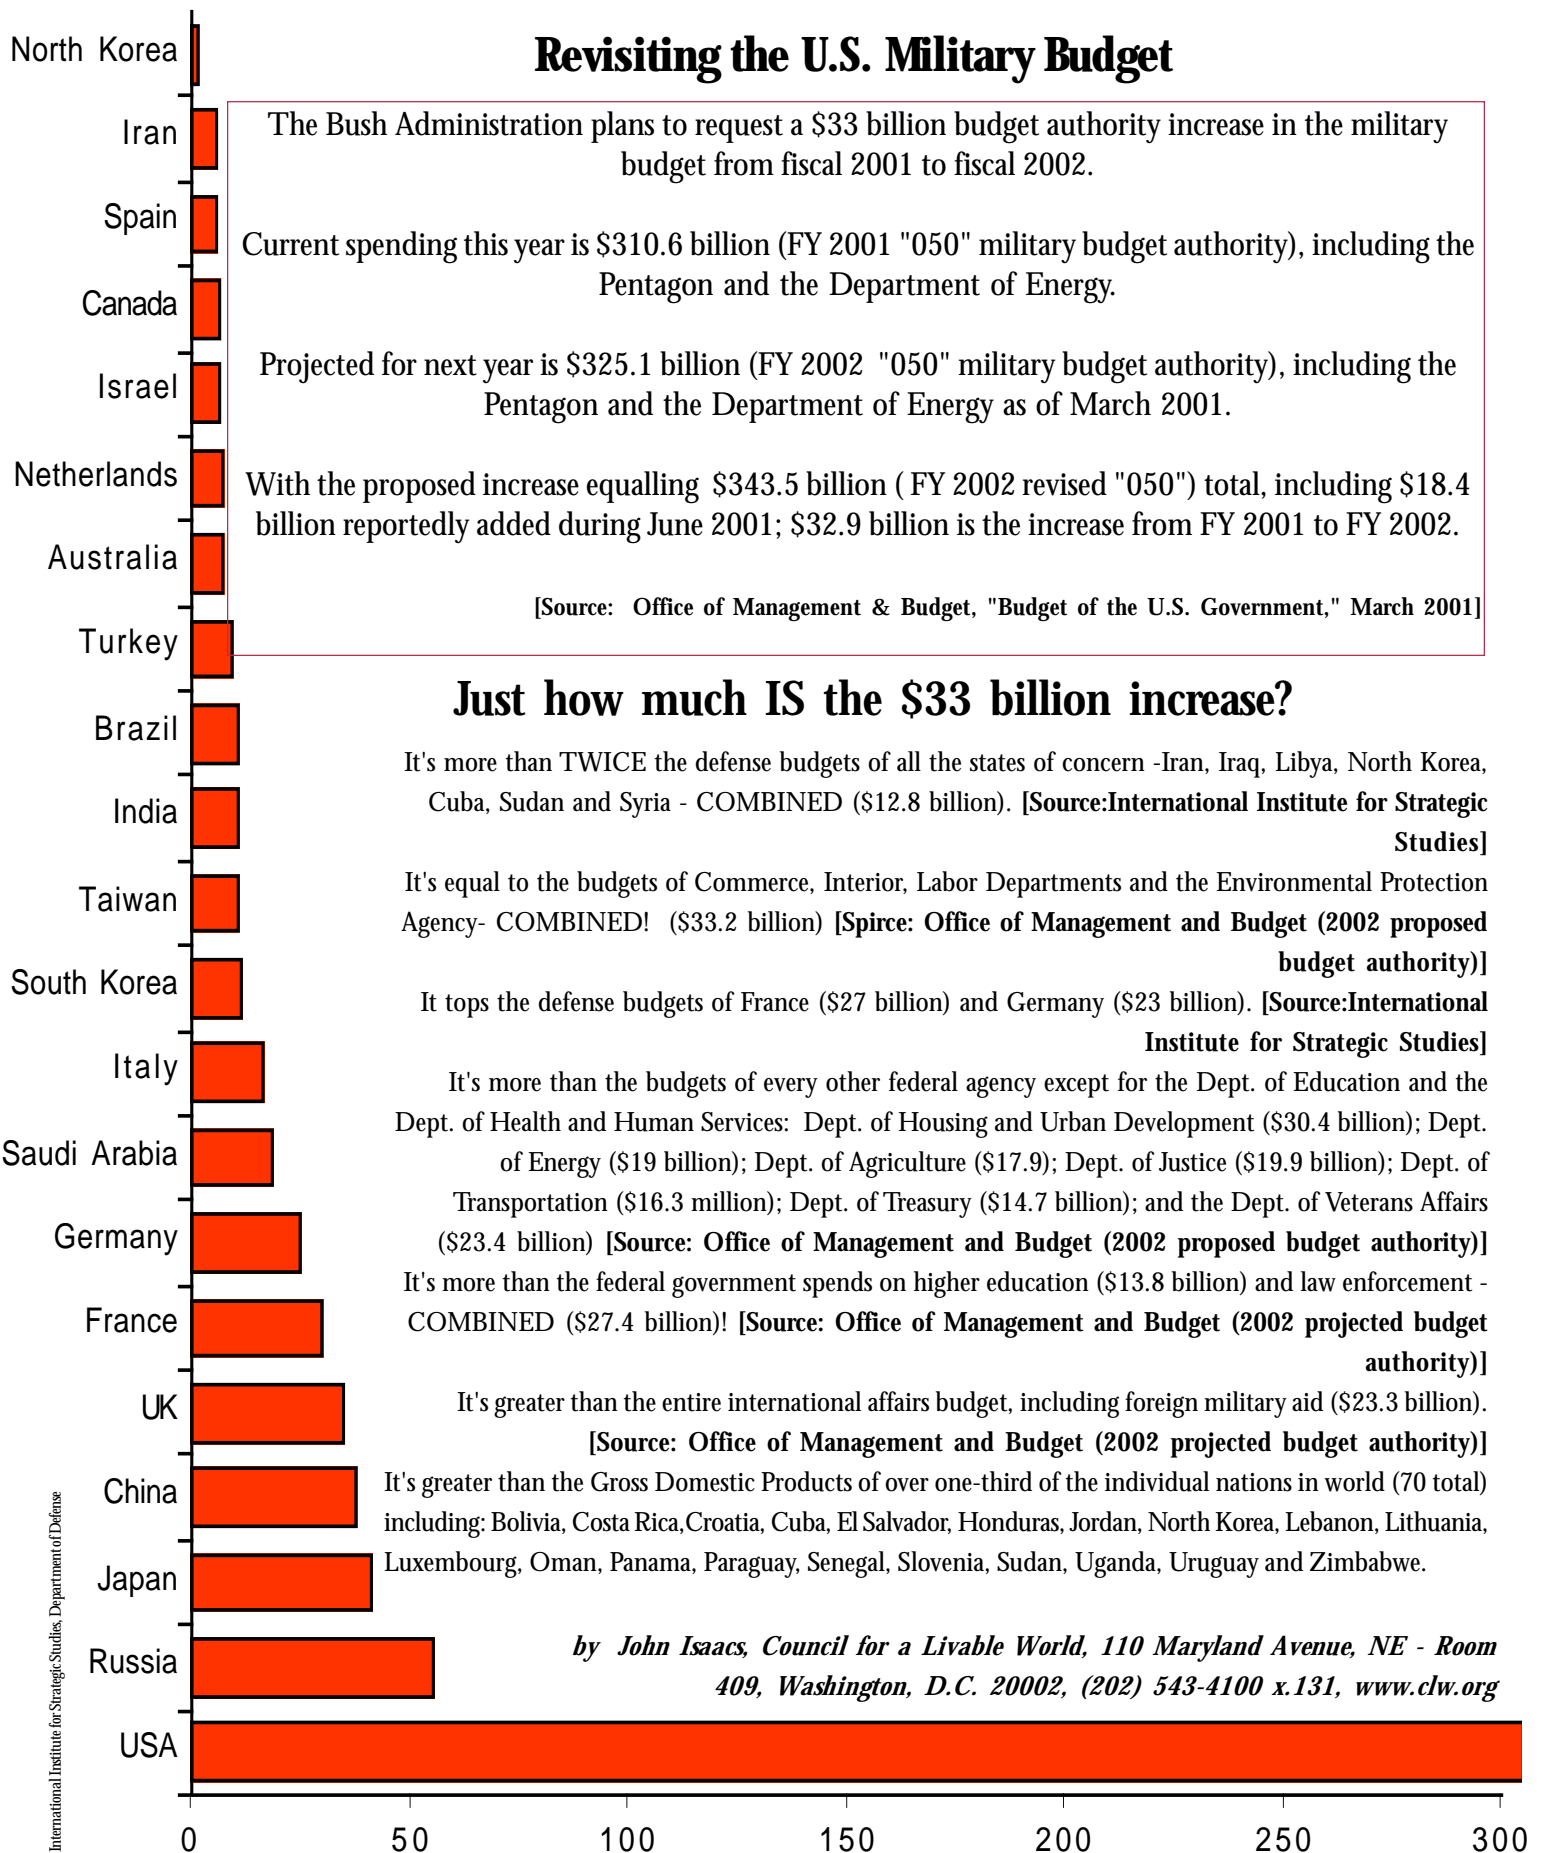 Revisiting the U.S. Military Budget
The Bush Administration plans to request a $33 billion budget authority increase in the military
budget from fiscal 2001 to fiscal 2002.
Current spending this year is $310.6 billion (FY 2001 "050" military budget authority), including the
Pentagon and the Department of Energy.
Projected for next year is $325.1 billion (FY 2002 "050" military budget authority), including the
Pentagon and the Department of Energy as of March 2001.
With the proposed increase equalling $343.5 billion ( FY 2002 revised "050") total, including $18.4
billion reportedly added during June 2001; $32.9 billion is the increase from FY 2001 to FY 2002.
[Source: Office of Management & Budget, "Budget of the U.S. Government," March 2001]
Just how much IS the $33 billion increase?
It's more than TWICE the defense budgets of all the states of concern -Iran, Iraq, Libya, North Korea,
Cuba, Sudan and Syria - COMBINED ($12.8 billion). [Source:International Institute for Strategic
Studies]
It's equal to the budgets of Commerce, Interior, Labor Departments and the Environmental Protection
Agency- COMBINED! ($33.2 billion) [Spirce: Office of Management and Budget (2002 proposed
budget authority)]
It tops the defense budgets of France ($27 billion) and Germany ($23 billion). [Source:International
Institute for Strategic Studies]
It's more than the budgets of every other federal agency except for the Dept. of Education and the
Dept. of Health and Human Services: Dept. of Housing and Urban Development ($30.4 billion); Dept.
of Energy ($19 billion); Dept. of Agriculture ($17.9); Dept. of Justice ($19.9 billion); Dept. of
Transportation ($16.3 million); Dept. of Treasury ($14.7 billion); and the Dept. of Veterans Affairs
($23.4 billion) [Source: Office of Management and Budget (2002 proposed budget authority)]
It's more than the federal government spends on higher education ($13.8 billion) and law enforcement -
COMBINED ($27.4 billion)! [Source: Office of Management and Budget (2002 projected budget
authority)]
It's greater than the entire international affairs budget, including foreign military aid ($23.3 billion).
[Source: Office of Management and Budget (2002 projected budget authority)]
It's greater than the Gross Domestic Products of over one-third of the individual nations in world (70 total)
including: Bolivia, Costa Rica,Croatia, Cuba, El Salvador, Honduras, Jordan, North Korea, Lebanon, Lithuania,
Luxembourg, Oman, Panama, Paraguay, Senegal, Slovenia, Sudan, Uganda, Uruguay and Zimbabwe.
by John Isaacs, Council for a Livable World, 110 Maryland Avenue, NE - Room
409, Washington, D.C. 20002, (202) 543-4100 x.131, www.clw.org
North Korea
Iran
Spain
Canada
Israel
Netherlands
Australia
Turkey
Brazil
India
Taiwan
South Korea
Italy
Saudi Arabia
Germany
France
UK
China
Japan
Russia
USA
0 50 100 150 200 250 300
International Institute for Strategic Studies, Department of Defense